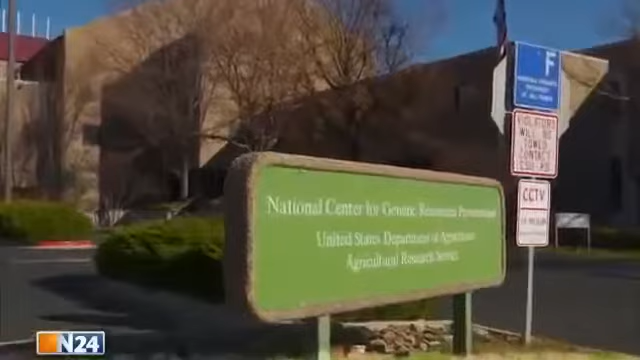 National Center for Genetic Resources Preservation
United States Department of Agriculture
Agricultural Research Service
F
VIOLATORS
WILL BE
TOWED
CCTV
N24